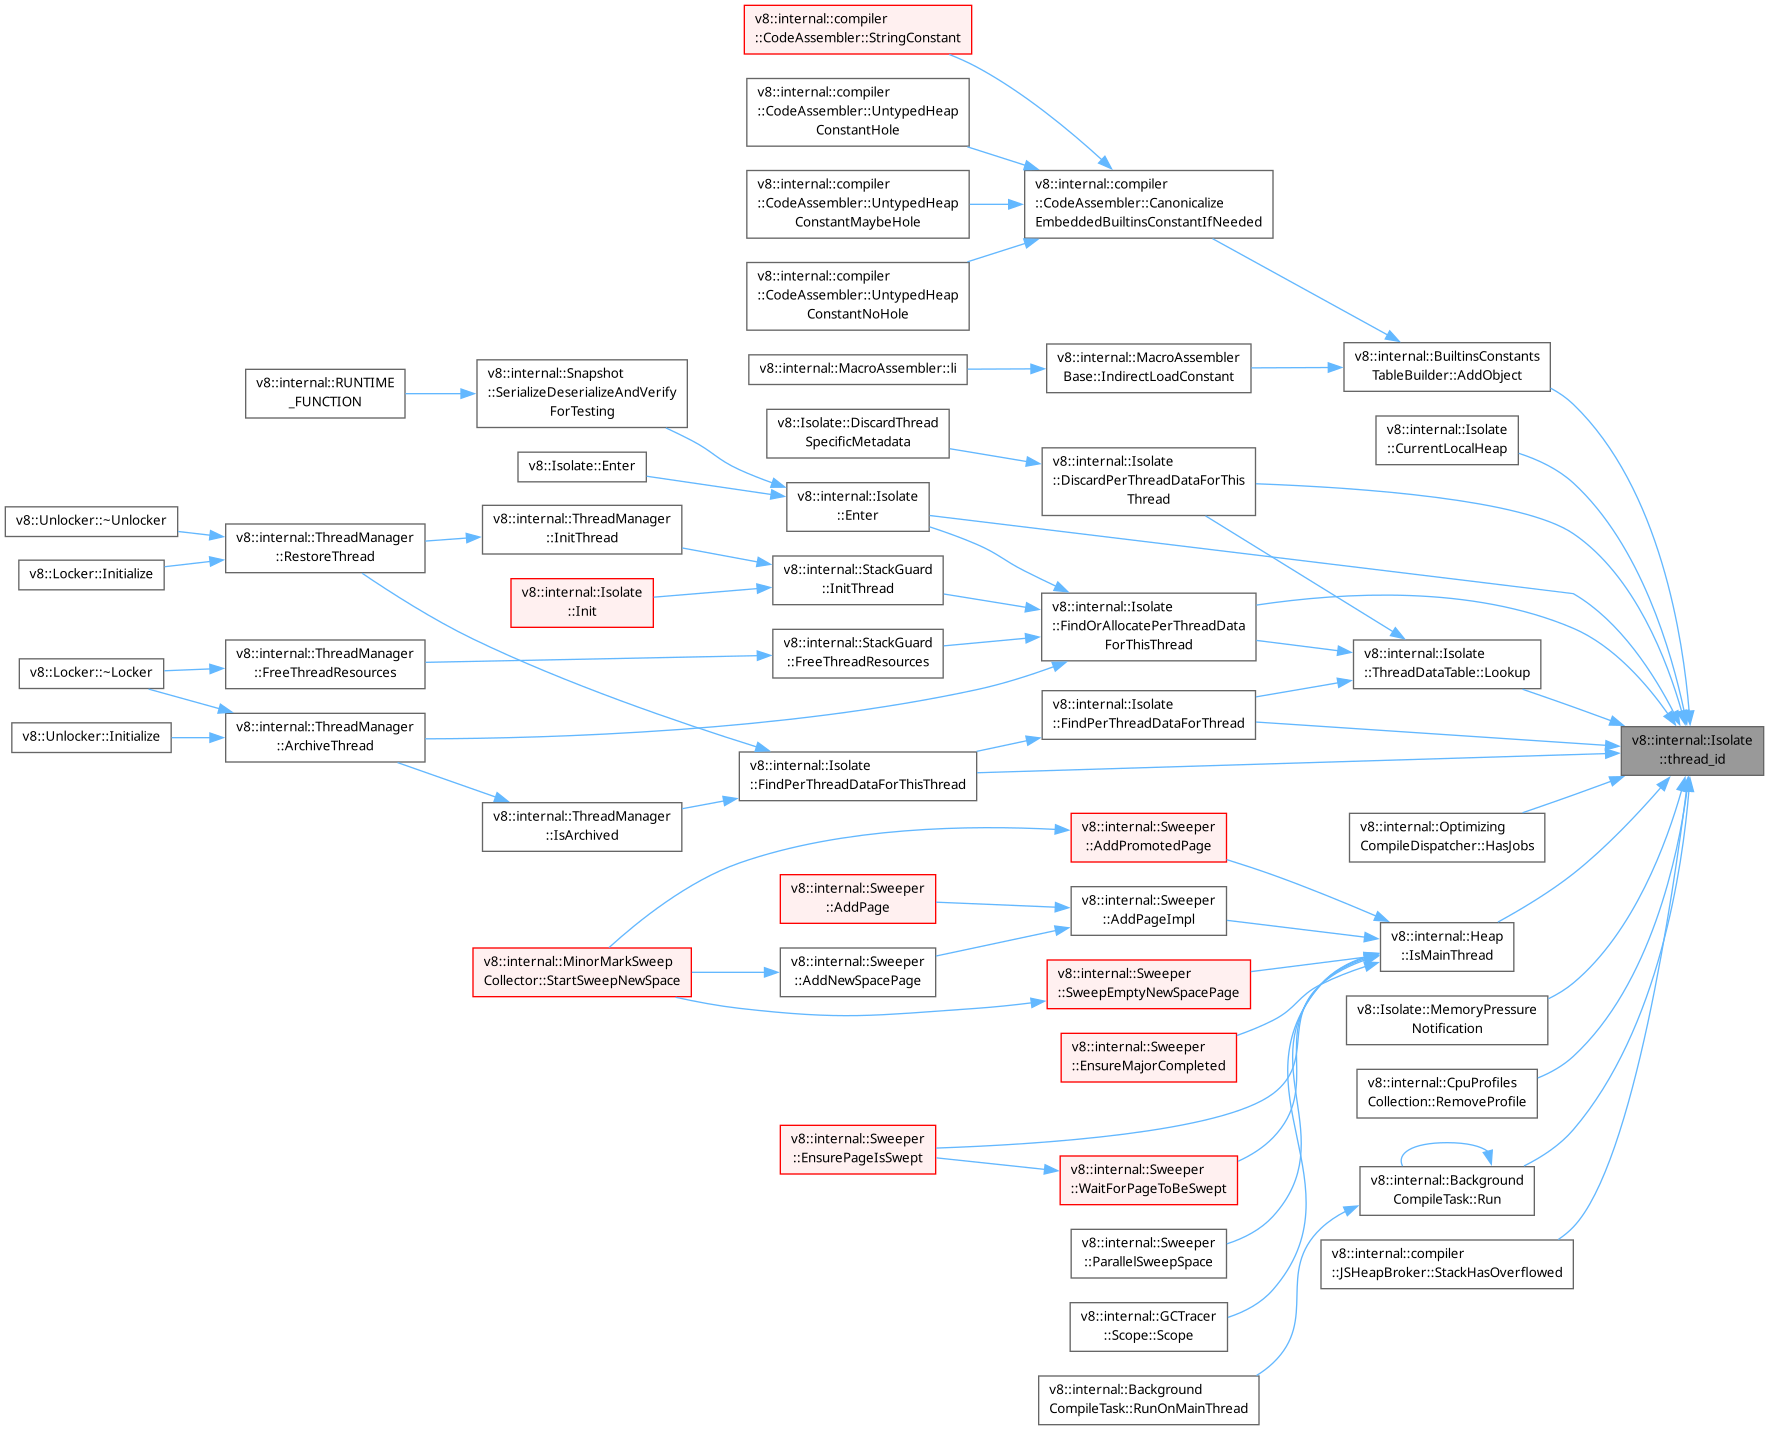 v8::internal::compiler
::CodeAssembler::StringConstant
v8::internal::compiler
::CodeAssembler::UntypedHeap
ConstantHole
v8::internal::compiler
::CodeAssembler::UntypedHeap
ConstantMaybeHole
v8::internal::compiler
::CodeAssembler::Canonicalize
EmbeddedBuiltinsConstantIfNeeded
v8::internal::compiler
::CodeAssembler::UntypedHeap
ConstantNoHole
v8::internal::RUNTIME
_FUNCTION
v8::internal::Snapshot
::SerializeDeserializeAndVerify
ForTesting
v8::internal::MacroAssembler::li
v8::internal::MacroAssembler
Base::IndirectLoadConstant
v8::internal::BuiltinsConstants
TableBuilder::AddObject
v8::Isolate::DiscardThread
SpecificMetadata
v8::internal::Isolate
::CurrentLocalHeap
v8::Isolate::Enter
v8::internal::Isolate
::DiscardPerThreadDataForThis
Thread
v8::internal::Isolate
::Enter
v8::Unlocker::~Unlocker
v8::internal::ThreadManager
::RestoreThread
v8::internal::ThreadManager
::InitThread
v8::Locker::Initialize
v8::internal::Isolate
::Init
v8::internal::StackGuard
::InitThread
v8::internal::Isolate
::FindOrAllocatePerThreadData
ForThisThread
v8::internal::ThreadManager
::FreeThreadResources
v8::internal::StackGuard
::FreeThreadResources
v8::internal::Isolate
::ThreadDataTable::Lookup
v8::Locker::~Locker
v8::Unlocker::Initialize
v8::internal::ThreadManager
::ArchiveThread
v8::internal::Isolate
::FindPerThreadDataForThread
v8::internal::Isolate
::thread_id
v8::internal::Isolate
::FindPerThreadDataForThisThread
v8::internal::ThreadManager
::IsArchived
v8::internal::Sweeper
::AddPromotedPage
v8::internal::Optimizing
CompileDispatcher::HasJobs
v8::internal::Sweeper
::AddPage
v8::internal::Sweeper
::AddPageImpl
v8::internal::Heap
::IsMainThread
v8::internal::MinorMarkSweep
Collector::StartSweepNewSpace
v8::internal::Sweeper
::AddNewSpacePage
v8::internal::Sweeper
::SweepEmptyNewSpacePage
v8::Isolate::MemoryPressure
Notification
v8::internal::Sweeper
::EnsureMajorCompleted
v8::internal::CpuProfiles
Collection::RemoveProfile
v8::internal::Sweeper
::EnsurePageIsSwept
v8::internal::Sweeper
::WaitForPageToBeSwept
v8::internal::Background
CompileTask::Run
v8::internal::Sweeper
::ParallelSweepSpace
v8::internal::compiler
::JSHeapBroker::StackHasOverflowed
v8::internal::GCTracer
::Scope::Scope
v8::internal::Background
CompileTask::RunOnMainThread